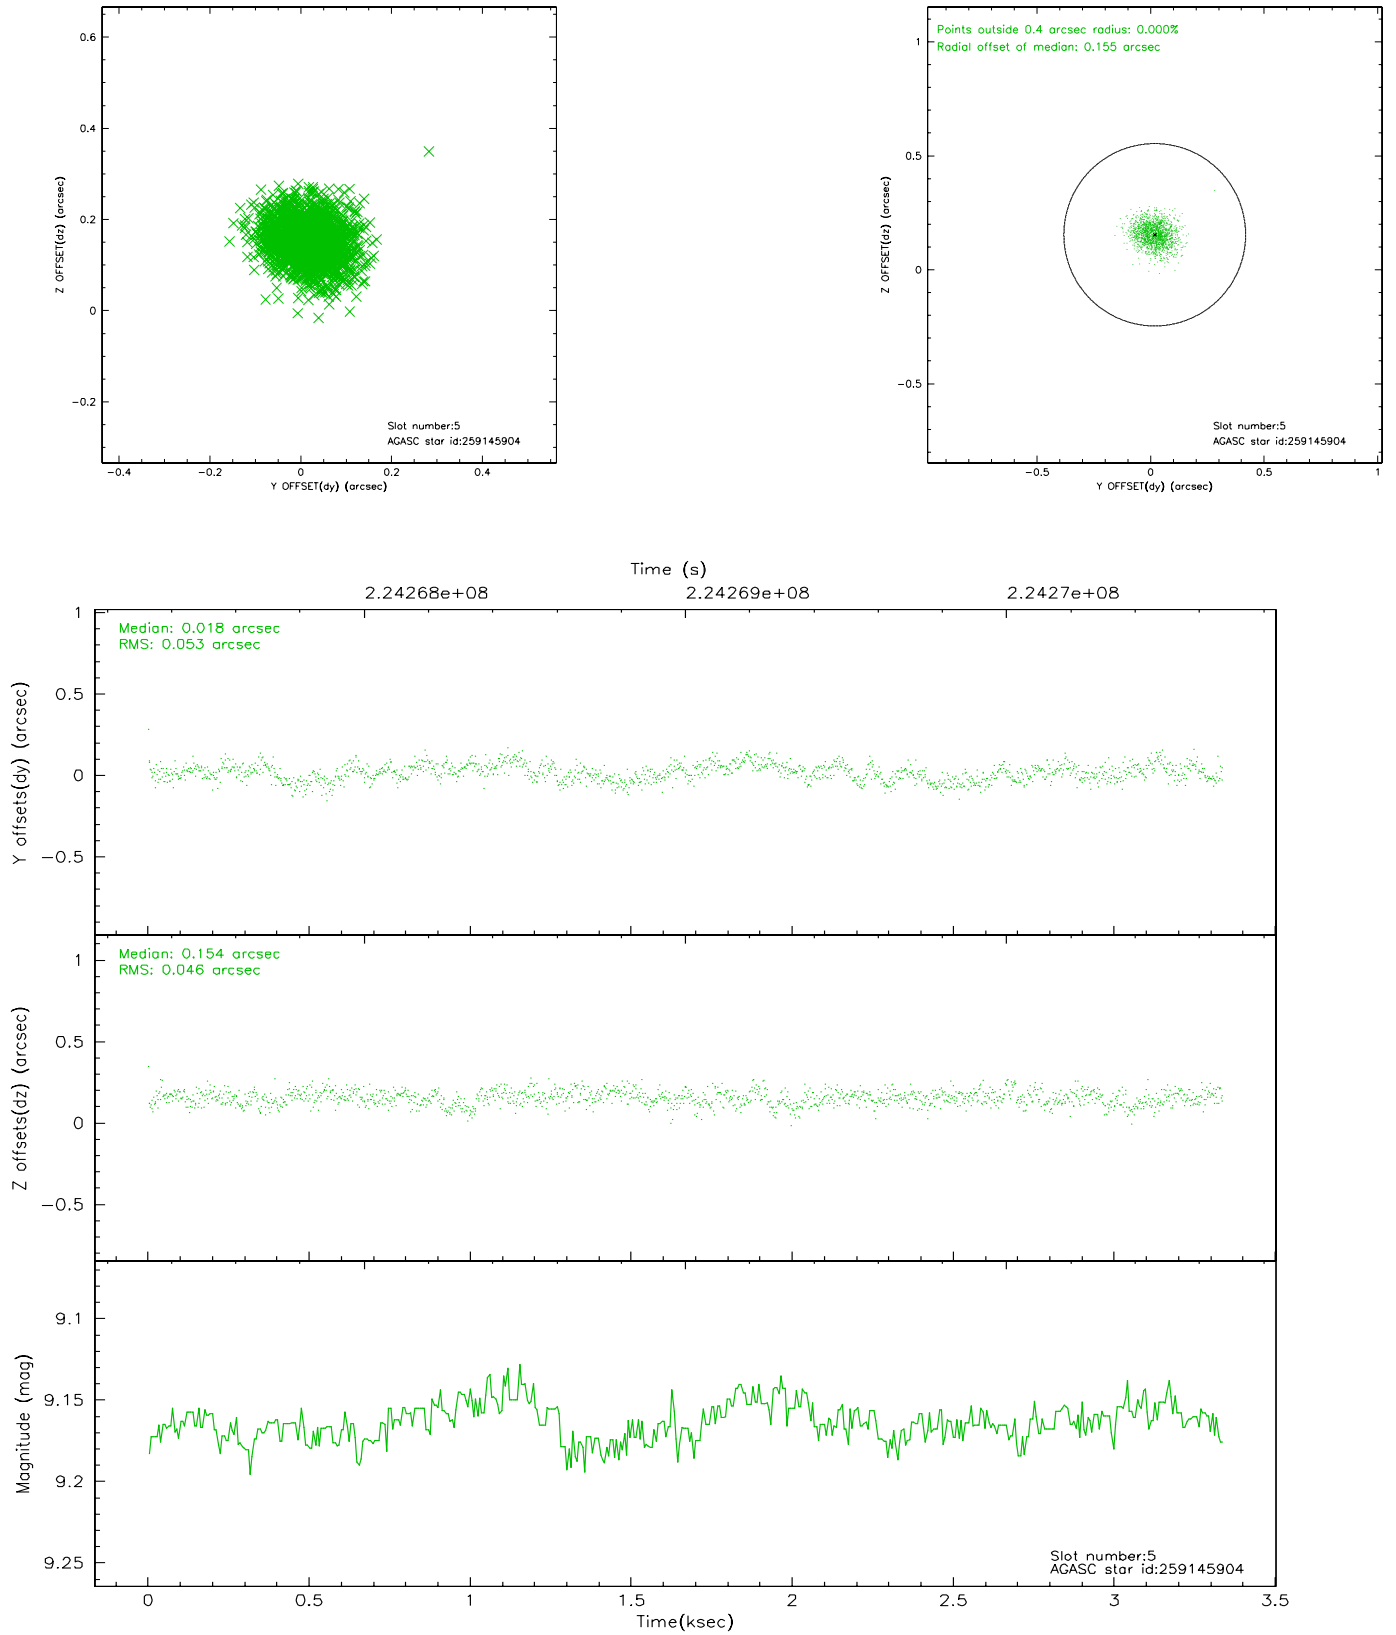 0.6
0.4
0.2
0
-0.2
Z OFFSET(dz) (arcsec)
Slot number:5
AGASC star id:259145904
-0.4 -0.2 0 0.2 0.4
Y OFFSET(dy) (arcsec)
Points outside 0.4 arcsec radius: 0.000%
Radial offset of median: 0.155 arcsec
1
0.5
0
-0.5
Z OFFSET(dz) (arcsec)
Slot number:5
AGASC star id:259145904
-0.5 0 0.5 1
Y OFFSET(dy) (arcsec)
Time (s)
2.24268e+08 2.24269e+08 2.2427e+08
Median: 0.018 arcsec
RMS: 0.053 arcsec
1
0.5
0
-0.5
Y offsets(dy) (arcsec)
Median: 0.154 arcsec
RMS: 0.046 arcsec
1
0.5
0
-0.5
Z offsets(dz) (arcsec)
9.1
9.15
9.2
9.25
Magnitude (mag)
Slot number:5
AGASC star id:259145904
0 0.5 1 1.5 2 2.5 3 3.5
Time(ksec)